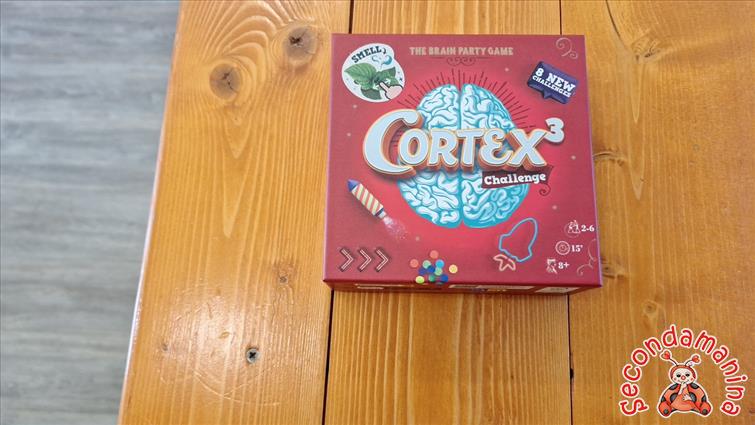 THE BRAIN PARTY GAME
SMELL
8 NEW
CHALLENGES
CORTEX³
Challenge
2-6
15'
8+
Secondamanina